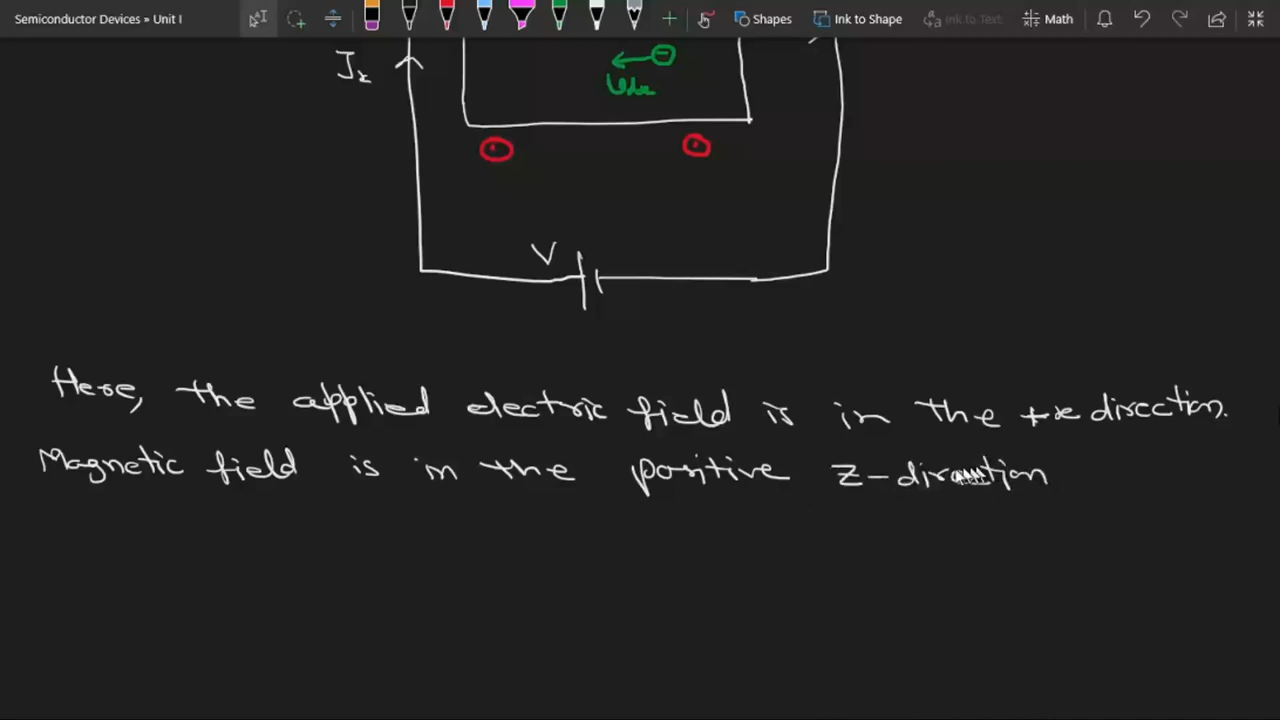 Semiconductor Devices » Unit I
Shapes
Ink to Shape
Ink to Text
Math
Jx
V
Here, the applied electric field is in the +x direction.
Magnetic field is in the positive z-direction